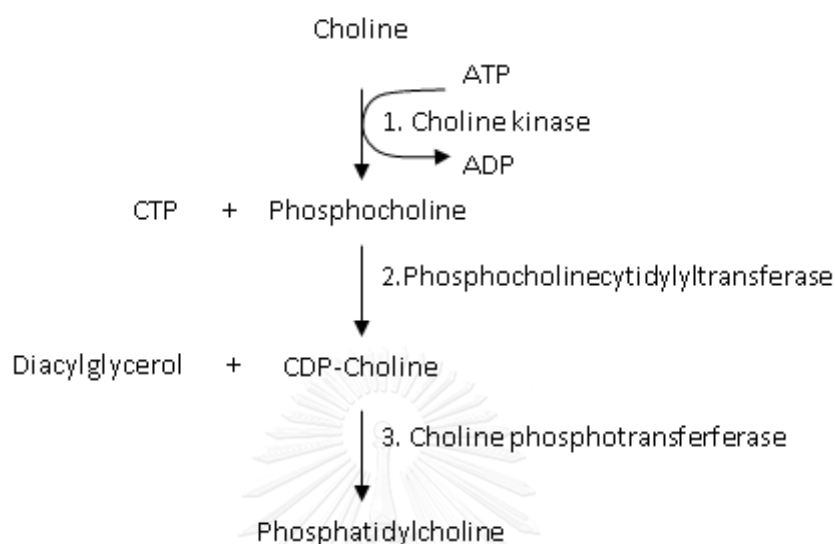 Choline
ATP
1. Choline kinase
ADP
CTP + Phosphocholine
2.Phosphocholinecytidylyltransferase
Diacylglycerol + CDP-Choline
3. Choline phosphotransferferase
Phosphatidylcholine